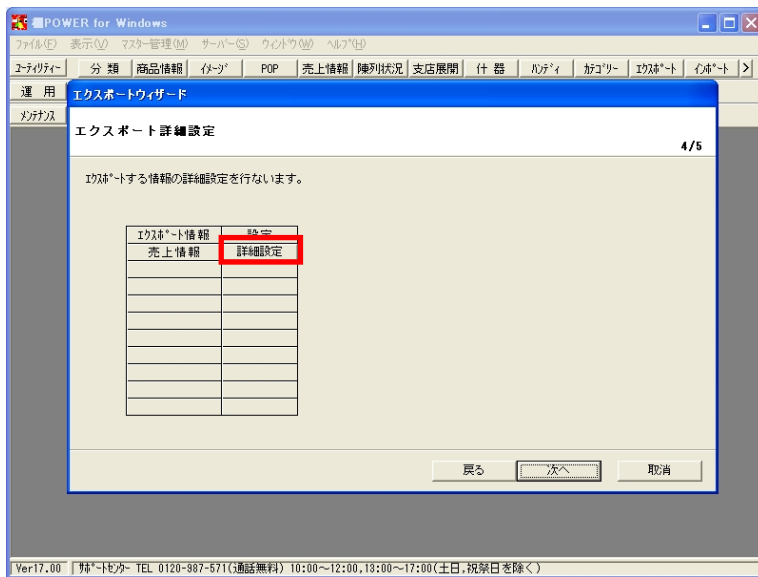 棚POWER for Windows
ファイル(F) 表示(V) マスター管理(M) サーバー(S) ウィンドウ(W) ヘルプ(H)
ユーティリティー 分 類 商品情報 イメージ POP 売上情報 陳列状況 支店展開 什 器 ハンディ カテゴリー エクスポート インポート >
運 用
メンテナンス
エクスポートウィザード
エクスポート詳細設定
4/5
エクスポートする情報の詳細設定を行ないます。
エクスポート情報 設定
売上情報 詳細設定
戻る 次へ 取消
Ver17.00 サポートセンター TEL 0120-987-571(通話無料) 10:00～12:00,13:00～17:00(土日,祝祭日を除く)